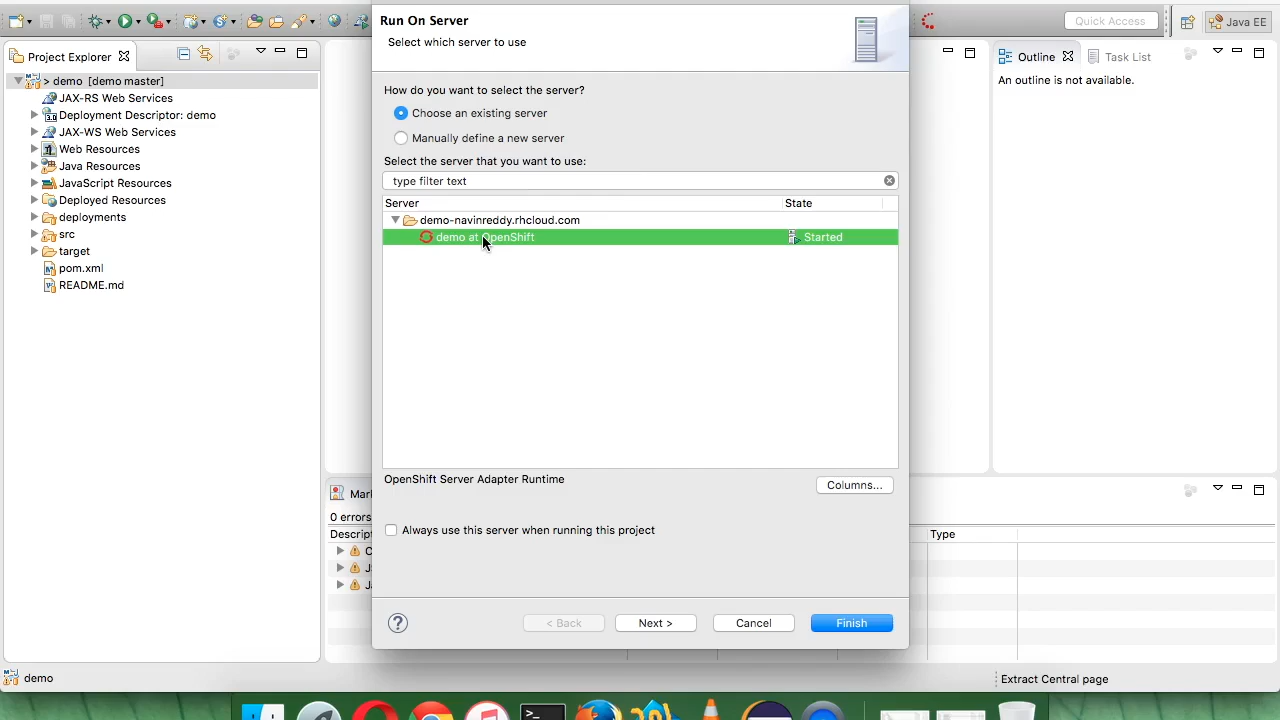 Run On Server
Select which server to use
Quick Access
Java EE
Project Explorer
> demo [demo master]
JAX-RS Web Services
Deployment Descriptor: demo
JAX-WS Web Services
Web Resources
Java Resources
JavaScript Resources
Deployed Resources
deployments
src
target
pom.xml
README.md
How do you want to select the server?
Choose an existing server
Manually define a new server
Select the server that you want to use:
type filter text
Server State
demo-navinreddy.rhcloud.com
demo at OpenShift Started
OpenShift Server Adapter Runtime
Columns...
Always use this server when running this project
? < Back Next > Cancel Finish
Outline Task List
An outline is not available.
0 errors
Type
demo
Extract Central page